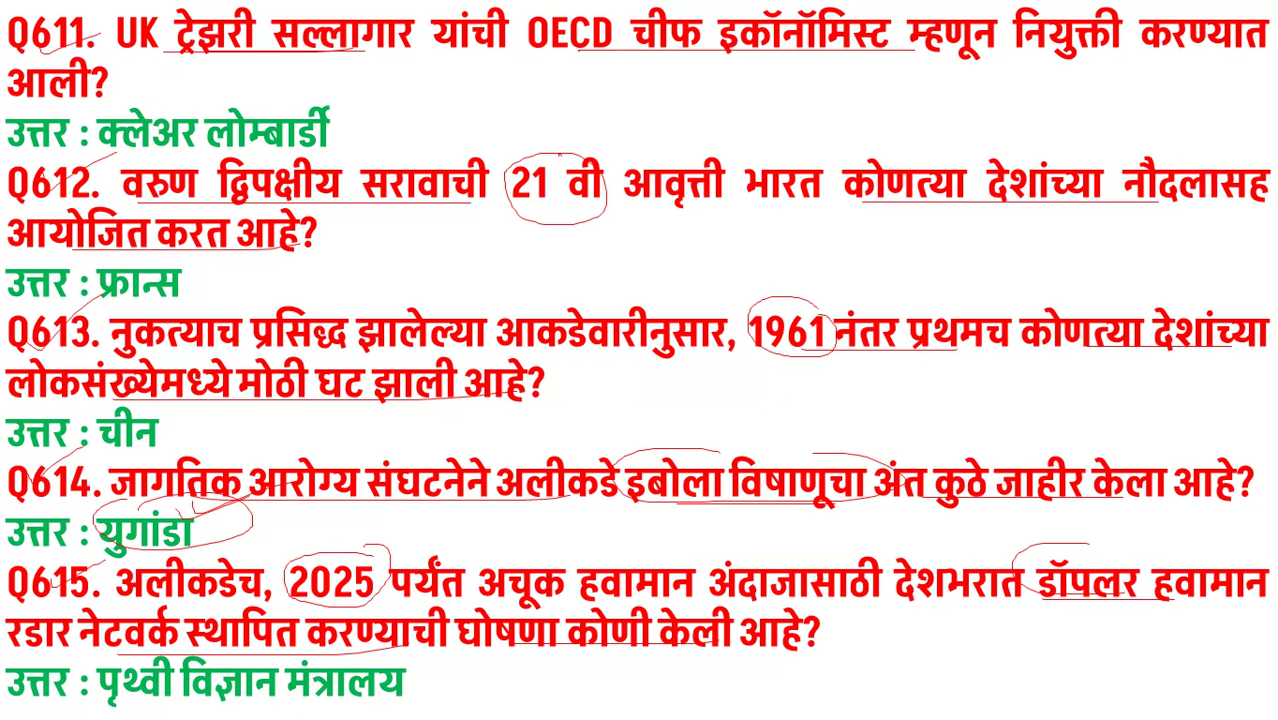 Q611. UK ट्रेझरी सल्लागार यांची OECD चीफ इकॉनॉमिस्ट म्हणून नियुक्ती करण्यात
आली?
उत्तर : क्लेअर लोम्बार्डी
Q612. वरुण द्विपक्षीय सरावाची 21 वी आवृत्ती भारत कोणत्या देशांच्या नौदलासह
आयोजित करत आहे?
उत्तर : फ्रान्स
Q613. नुकत्याच प्रसिद्ध झालेल्या आकडेवारीनुसार, 1961 नंतर प्रथमच कोणत्या देशांच्या
लोकसंख्येमध्ये मोठी घट झाली आहे?
उत्तर : चीन
Q614. जागतिक आरोग्य संघटनेने अलीकडे इबोला विषाणूचा अंत कुठे जाहीर केला आहे?
उत्तर : युगांडा
Q615. अलीकडेच, 2025 पर्यंत अचूक हवामान अंदाजासाठी देशभरात डॉपलर हवामान
रडार नेटवर्क स्थापित करण्याची घोषणा कोणी केली आहे?
उत्तर : पृथ्वी विज्ञान मंत्रालय